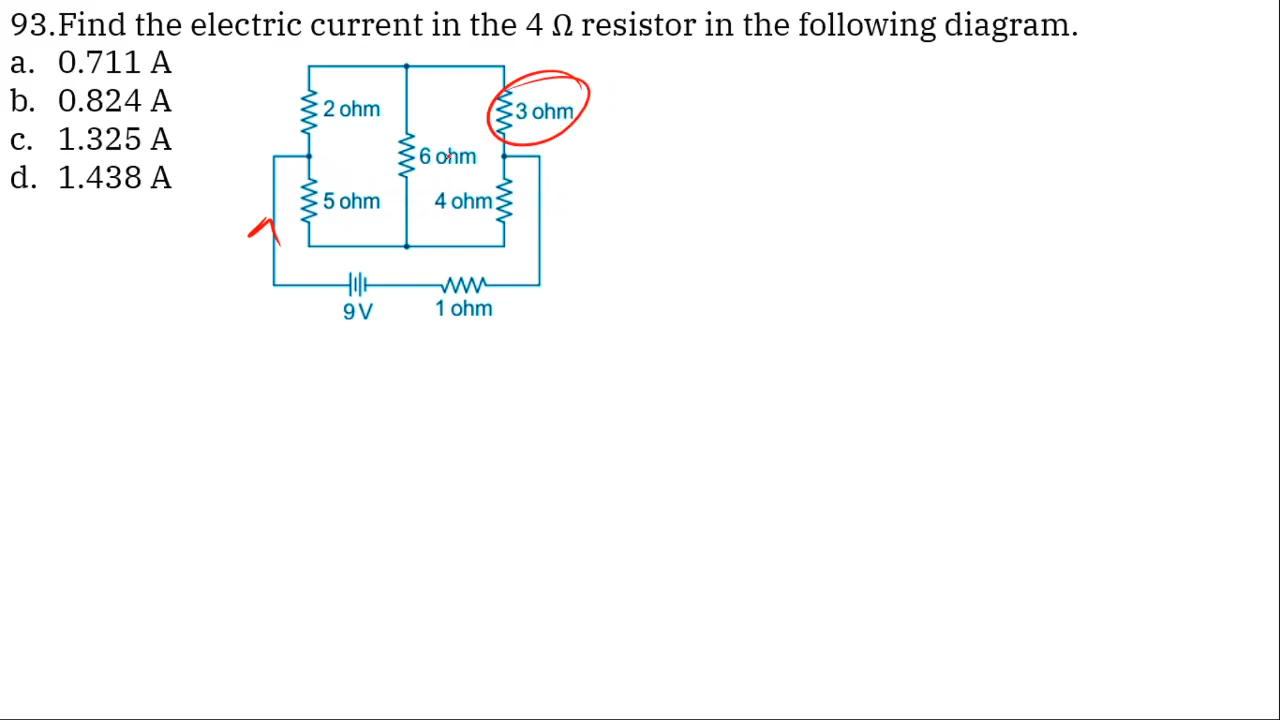 93.Find the electric current in the 4 Ω resistor in the following diagram.
a. 0.711 A
b. 0.824 A
c. 1.325 A
d. 1.438 A
2 ohm
3 ohm
6 ohm
5 ohm
4 ohm
9 V
1 ohm